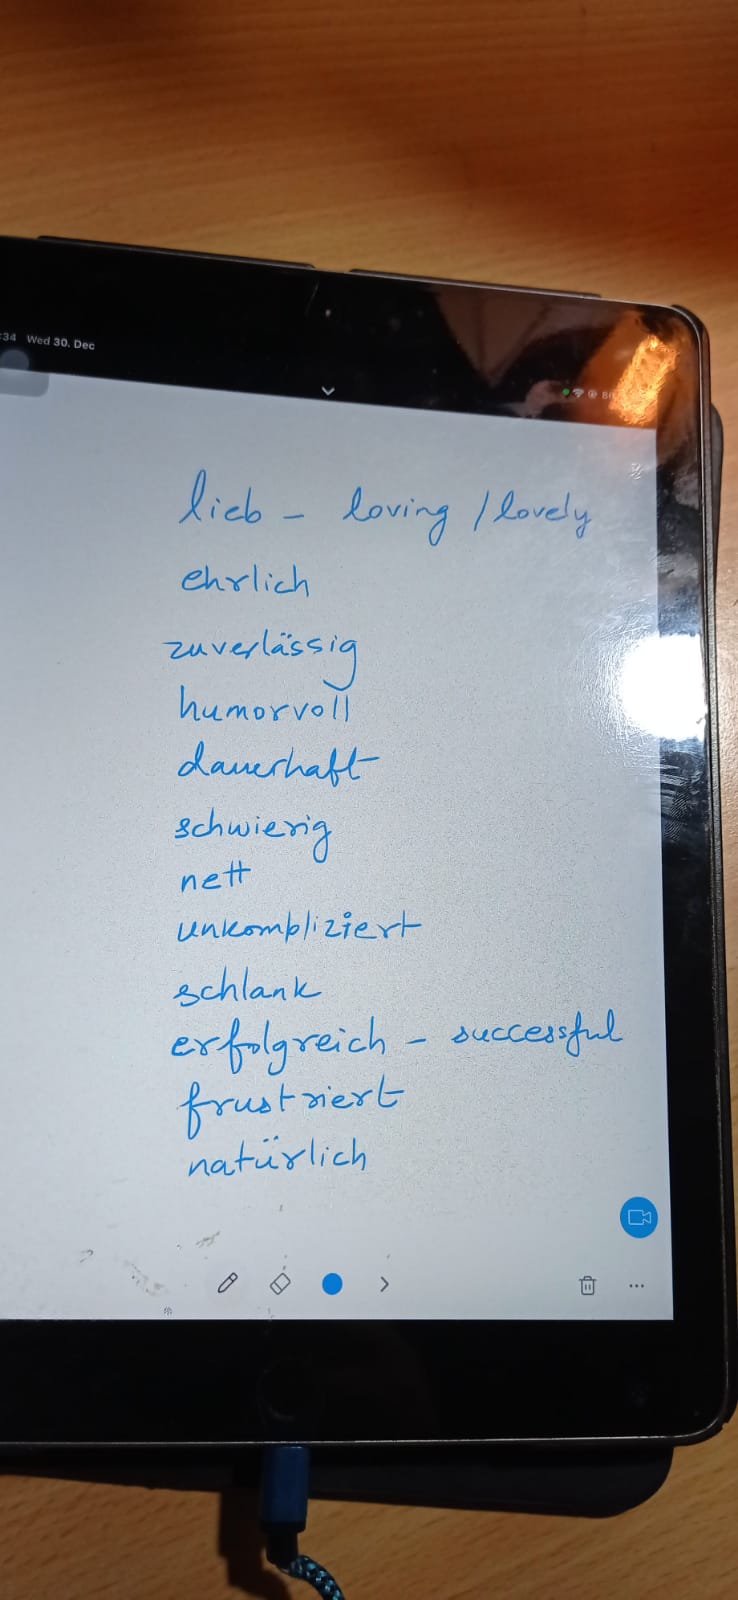 :34 Wed 30. Dec
lieb - loving / lovely
ehrlich
zuverlässig
humorvoll
dauerhaft
schwierig
nett
unkompliziert
schlank
erfolgreich - successful
frustriert
natürlich